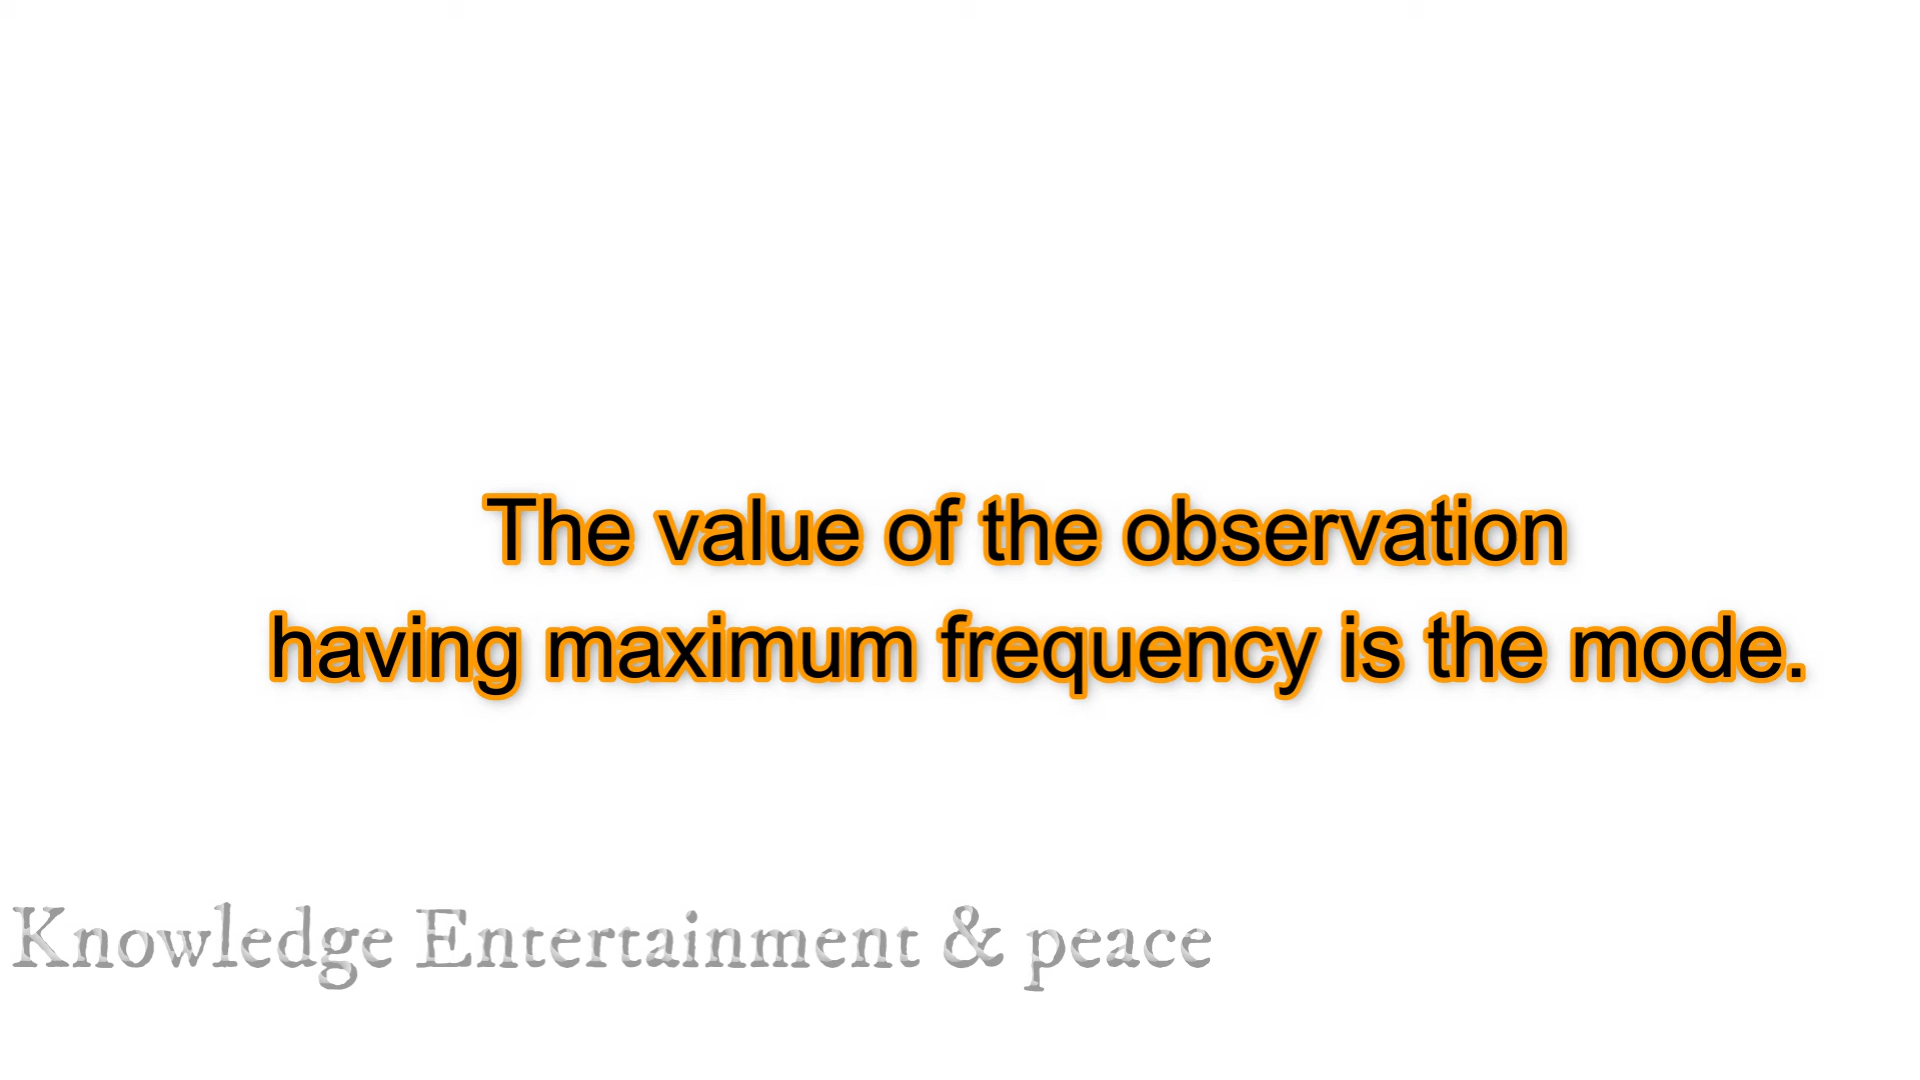 The value of the observation
having maximum frequency is the mode.
Knowledge Entertainment & peace